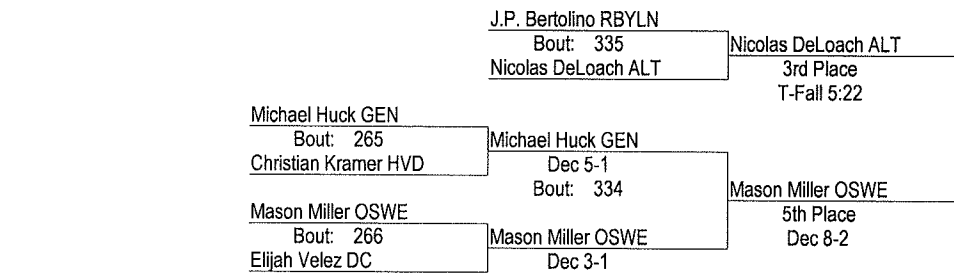 J.P. Bertolino RBYLN
Bout: 335
Nicolas DeLoach ALT
Nicolas DeLoach ALT
3rd Place
T-Fall 5:22
Michael Huck GEN
Bout: 265
Christian Kramer HVD
Michael Huck GEN
Dec 5-1
Bout: 334
Mason Miller OSWE
Bout: 266
Elijah Velez DC
Mason Miller OSWE
Dec 3-1
Mason Miller OSWE
5th Place
Dec 8-2